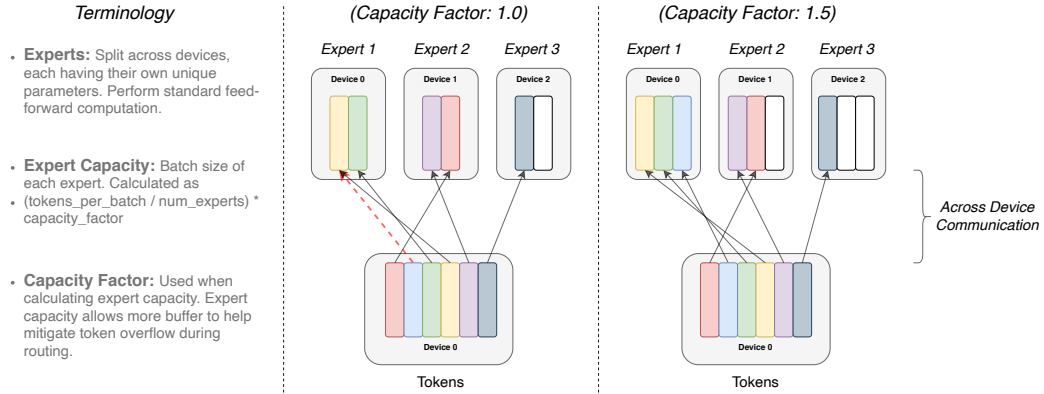 Terminology
• Experts: Split across devices,
each having their own unique
parameters. Perform standard feed-
forward computation.
• Expert Capacity: Batch size of
each expert. Calculated as
• (tokens_per_batch / num_experts) *
capacity_factor
• Capacity Factor: Used when
calculating expert capacity. Expert
capacity allows more buffer to help
mitigate token overflow during
routing.
(Capacity Factor: 1.0)
Expert 1 Expert 2 Expert 3
Device 0 Device 1 Device 2
Device 0
Tokens
(Capacity Factor: 1.5)
Expert 1 Expert 2 Expert 3
Device 0 Device 1 Device 2
Device 0
Tokens
Across Device
Communication